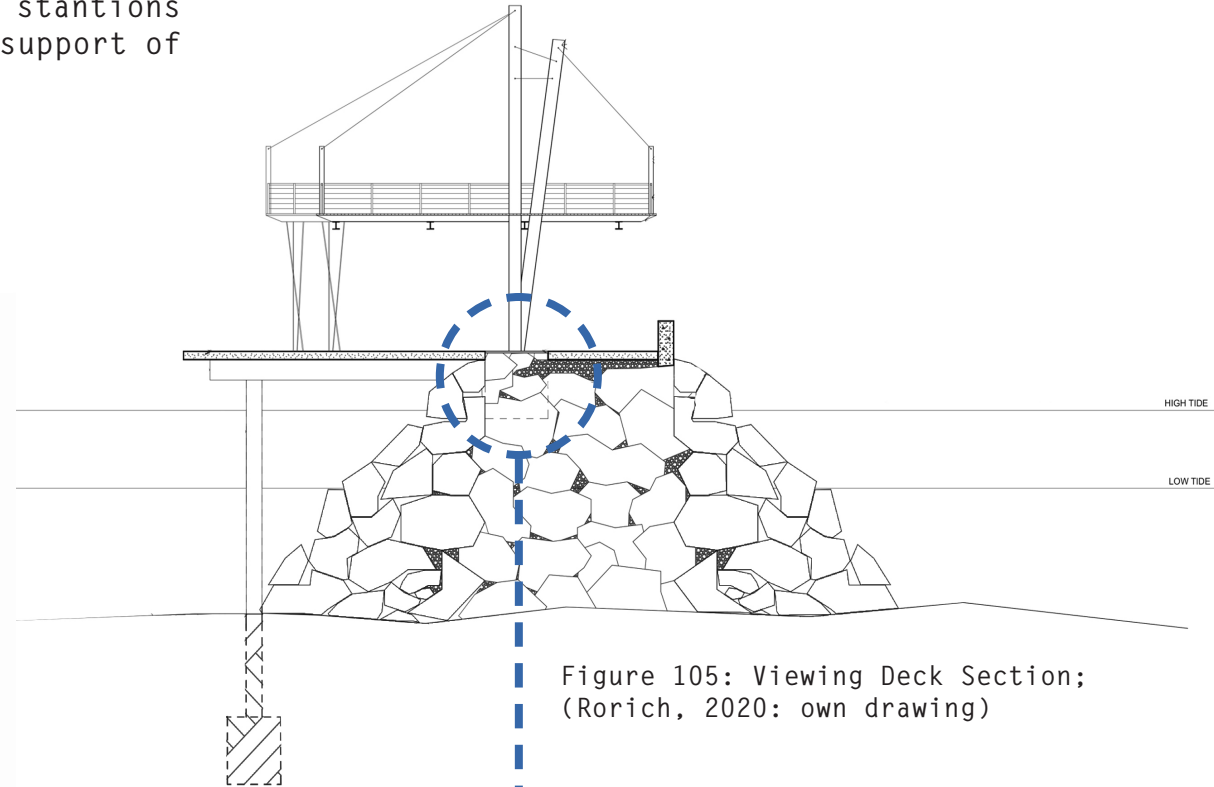 stantions
support of
HIGH TIDE
LOW TIDE
Figure 105: Viewing Deck Section;
(Rorich, 2020: own drawing)